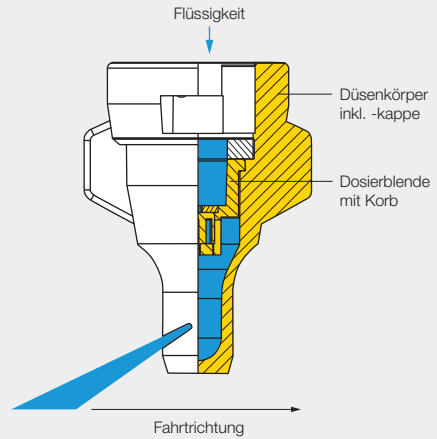 Flüssigkeit
Düsenkörper
inkl. -kappe
Dosierblende
mit Korb
Fahrtrichtung